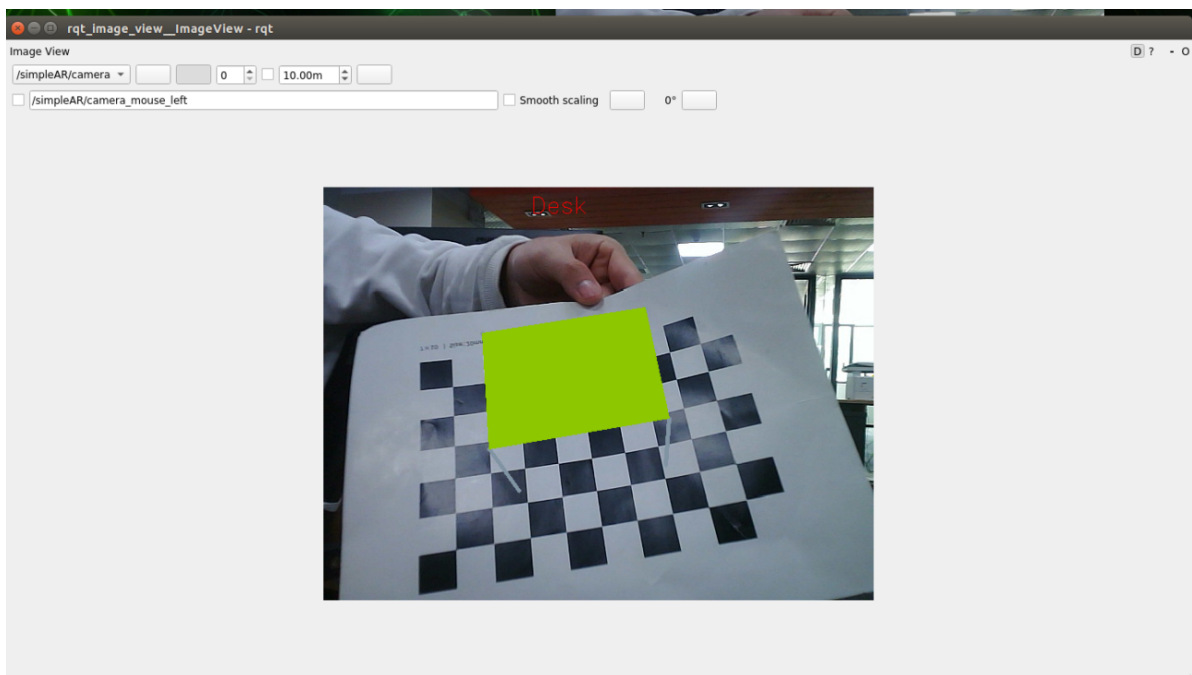 rqt_image_view__ImageView - rqt
Image View
D ? - O
/simpleAR/camera 0 10.00m
/simpleAR/camera_mouse_left Smooth scaling 0°
Desk